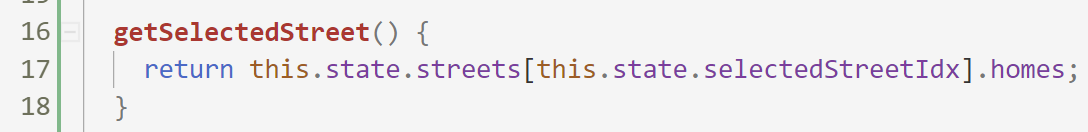 16 getSelectedStreet() {
17 return this.state.streets[this.state.selectedStreetIdx].homes;
18 }